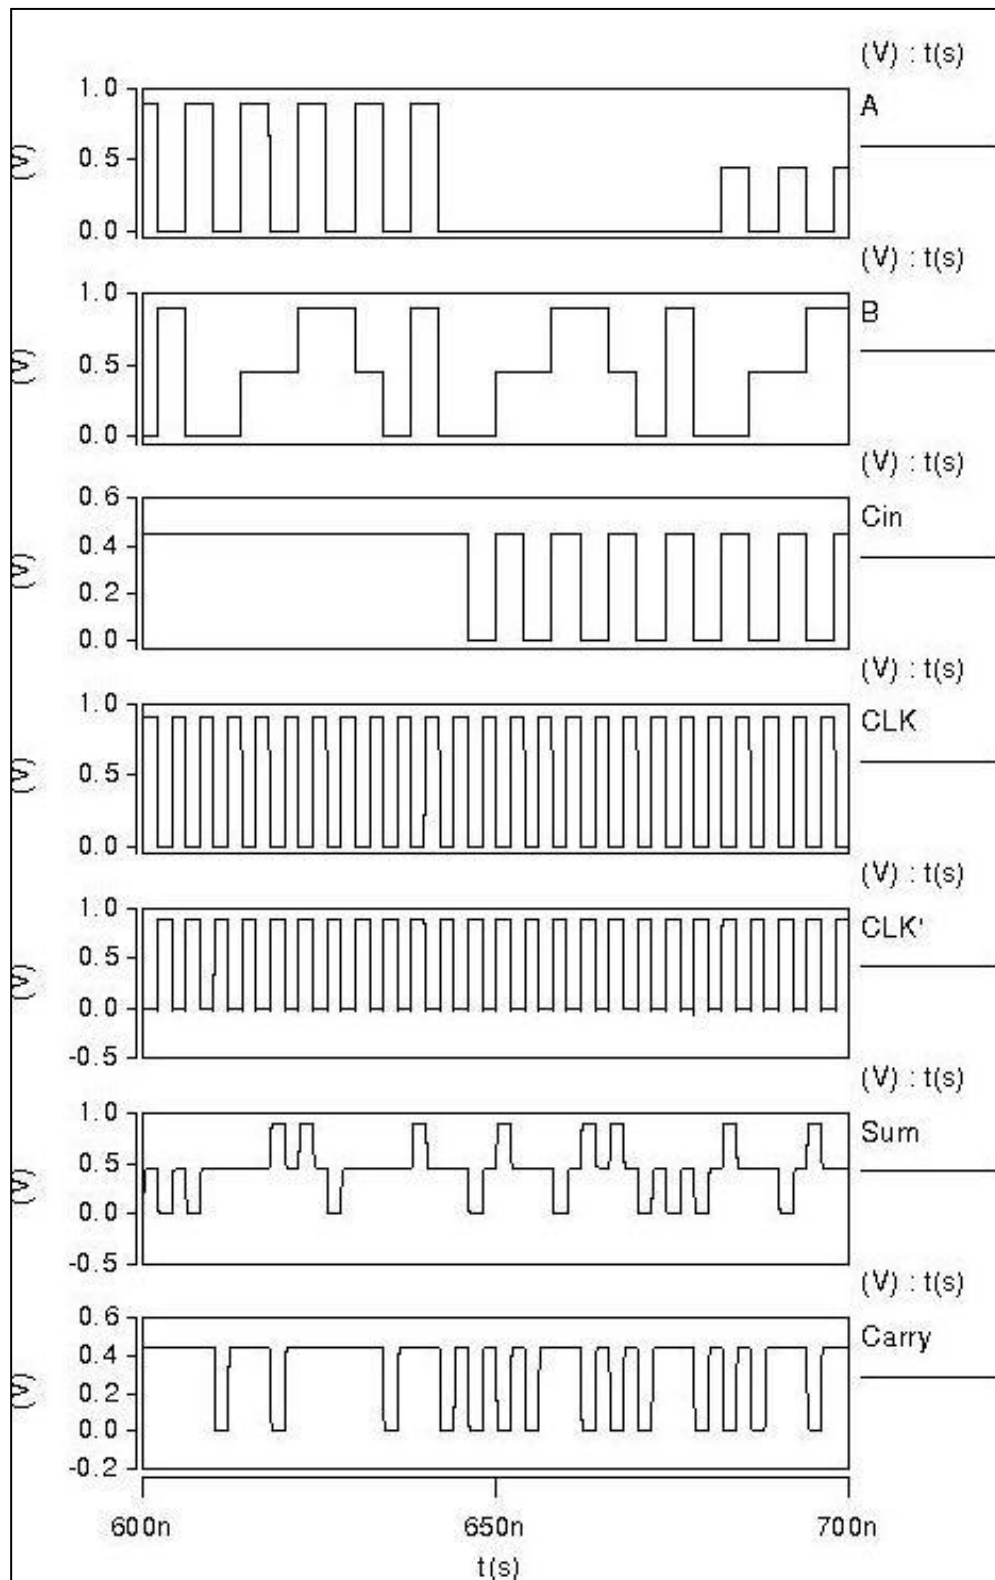 (V) : t(s)
1.0
A
0.5
(V)
0.0
(V) : t(s)
1.0
B
0.5
(V)
0.0
(V) : t(s)
0.6
Cin
0.4
(V)
0.2
0.0
(V) : t(s)
1.0
CLK
0.5
(V)
0.0
(V) : t(s)
1.0
CLK'
0.5
(V)
0.0
-0.5
(V) : t(s)
1.0
Sum
0.5
(V)
0.0
-0.5
(V) : t(s)
0.6
Carry
0.4
(V)
0.2
0.0
-0.2
600n 650n 700n
t(s)